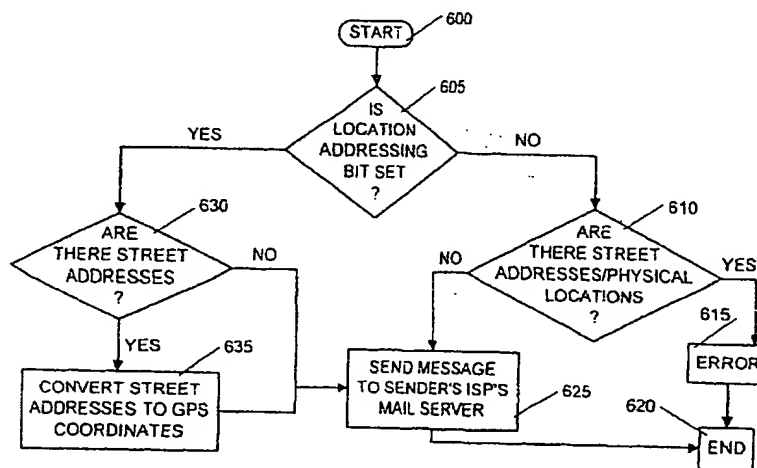 START
600
IS
LOCATION
ADDRESSING
BIT SET
?
605
YES
NO
ARE
THERE STREET
ADDRESSES
?
630
NO
YES
ARE
THERE STREET
ADDRESSES/PHYSICAL
LOCATIONS
?
610
NO
YES
CONVERT STREET
ADDRESSES TO GPS
COORDINATES
635
SEND MESSAGE
TO SENDER'S ISP'S
MAIL SERVER
625
615
ERROR
620
END